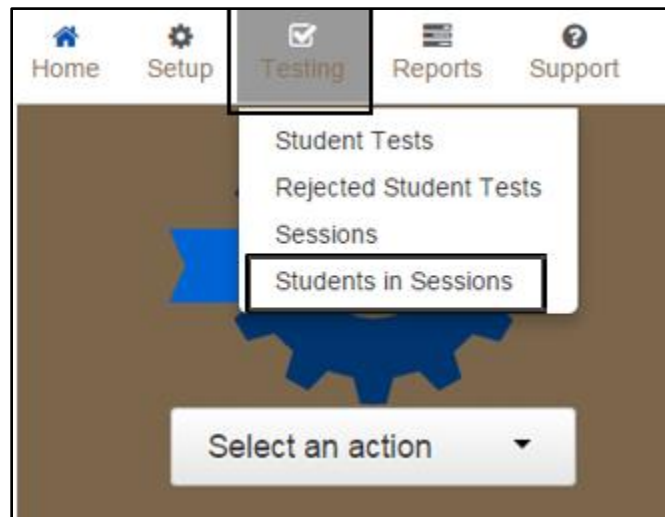 Home Setup Testing Reports Support
Student Tests
Rejected Student Tests
Sessions
Students in Sessions
Select an action